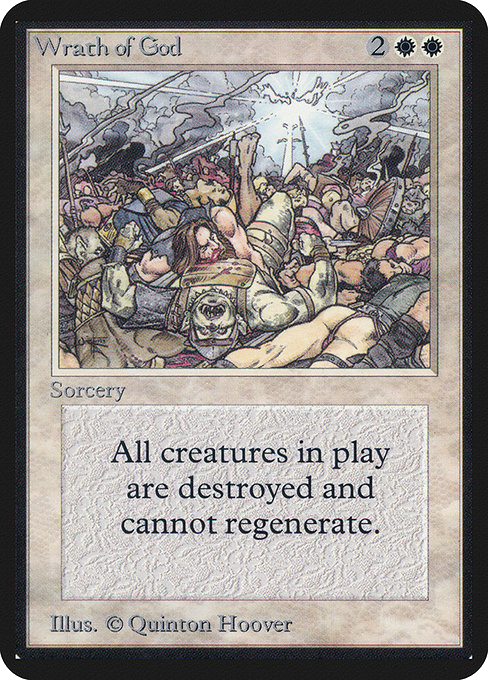 Wrath of God 2
Sorcery
All creatures in play
are destroyed and
cannot regenerate.
Illus. © Quinton Hoover